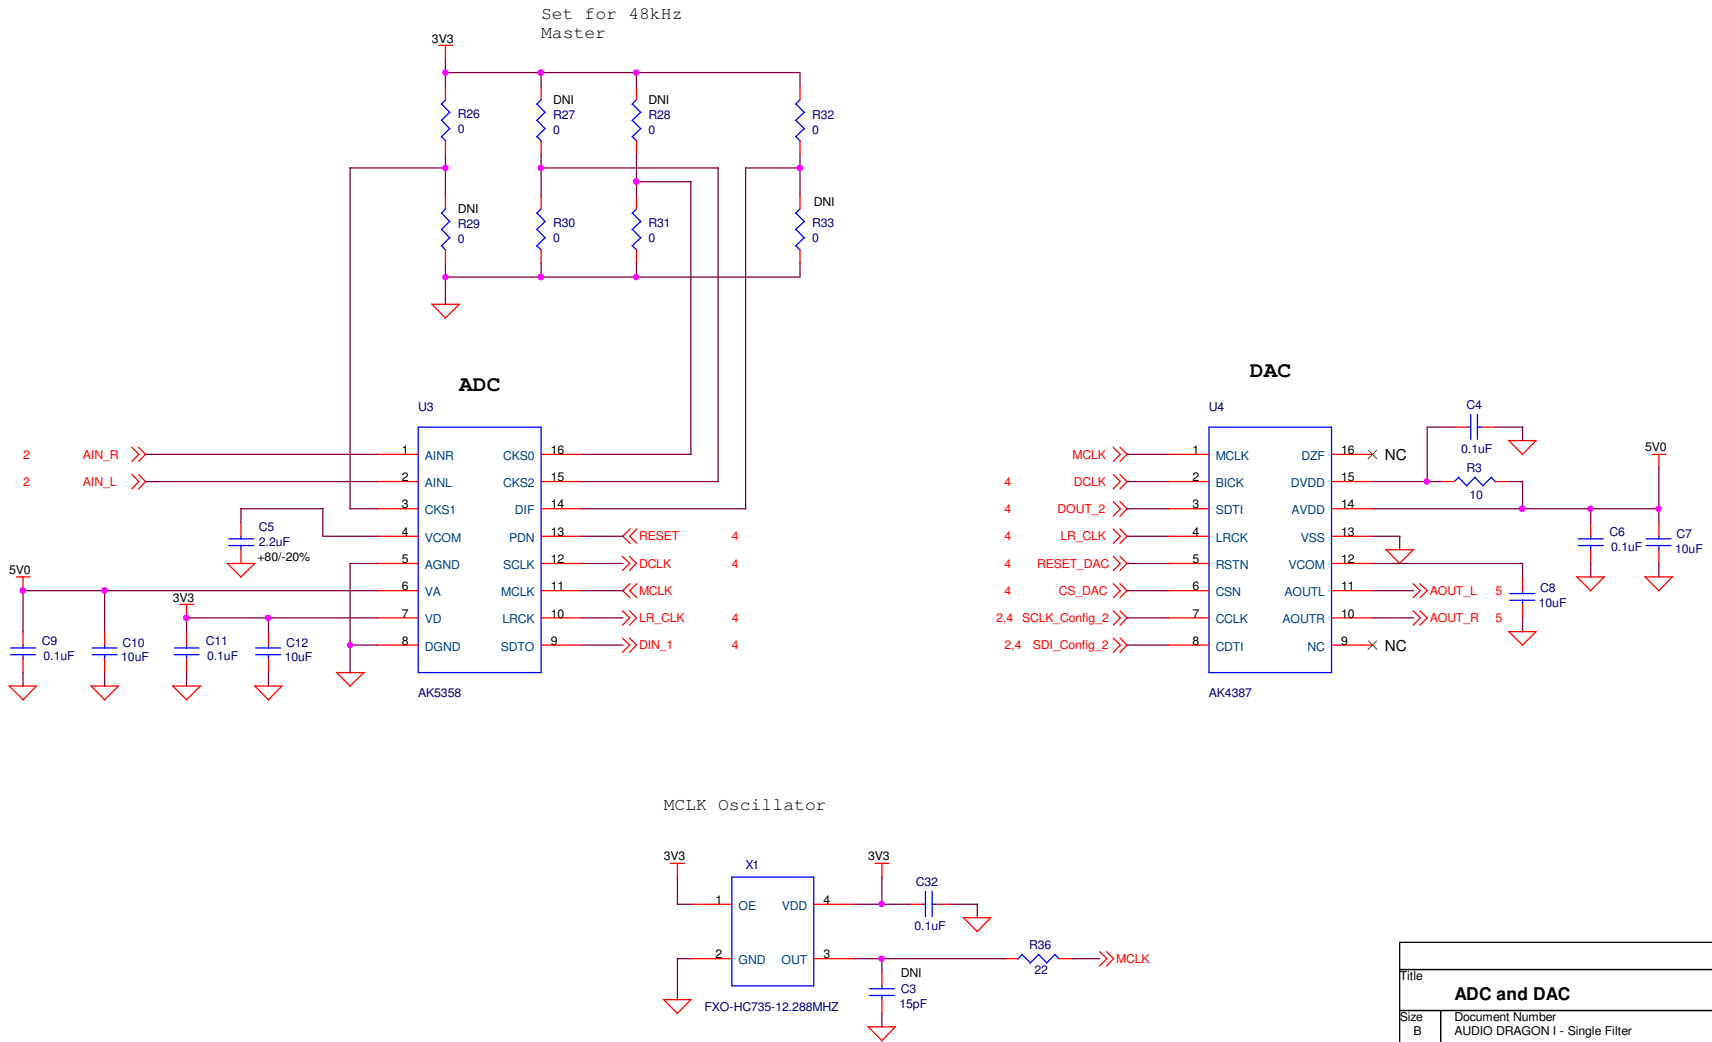 Set for 48kHz
Master
3V3
R26
0
DNI
R27
0
DNI
R28
0
R32
0
DNI
R29
0
R30
0
R31
0
DNI
R33
0
ADC
U3
2 AIN_R 1 AINR CKS0 16
2 AIN_L 2 AINL CKS2 15
3 CKS1 DIF 14
4 VCOM PDN 13 RESET 4
5 AGND SCLK 12 DCLK 4
6 VA MCLK 11 MCLK
7 VD LRCK 10 LR_CLK 4
8 DGND SDTO 9 DIN_1 4
AK5358
C5
2.2uF
+80/-20%
5V0
3V3
C9
0.1uF
C10
10uF
C11
0.1uF
C12
10uF
DAC
U4
MCLK 1 MCLK DZF 16 NC
4 DCLK 2 BICK DVDD 15
4 DOUT_2 3 SDTI AVDD 14
4 LR_CLK 4 LRCK VSS 13
4 RESET_DAC 5 RSTN VCOM 12
4 CS_DAC 6 CSN AOUTL 11 AOUT_L 5
2,4 SCLK_Config_2 7 CCLK AOUTR 10 AOUT_R 5
2,4 SDI_Config_2 8 CDTI NC 9 NC
AK4387
C4
0.1uF
R3
10
5V0
C6
0.1uF
C7
10uF
C8
10uF
MCLK Oscillator
3V3
X1
3V3
C32
0.1uF
1 OE VDD 4
2 GND OUT 3
R36
22
MCLK
DNI
C3
15pF
FXO-HC735-12.288MHZ
Title
ADC and DAC
Size Document Number
B AUDIO DRAGON I - Single Filter